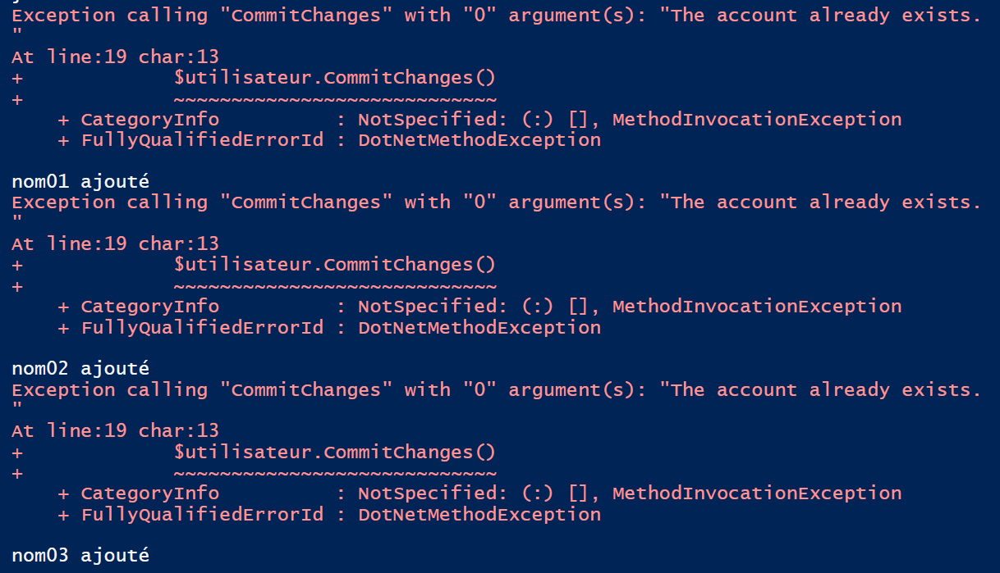 Exception calling "CommitChanges" with "0" argument(s): "The account already exists.
"
At line:19 char:13
+             $utilisateur.CommitChanges()
+             ~~~~~~~~~~~~~~~~~~~~~~~~~~~~
    + CategoryInfo          : NotSpecified: (:) [], MethodInvocationException
    + FullyQualifiedErrorId : DotNetMethodException

nom01 ajouté
Exception calling "CommitChanges" with "0" argument(s): "The account already exists.
"
At line:19 char:13
+             $utilisateur.CommitChanges()
+             ~~~~~~~~~~~~~~~~~~~~~~~~~~~~
    + CategoryInfo          : NotSpecified: (:) [], MethodInvocationException
    + FullyQualifiedErrorId : DotNetMethodException

nom02 ajouté
Exception calling "CommitChanges" with "0" argument(s): "The account already exists.
"
At line:19 char:13
+             $utilisateur.CommitChanges()
+             ~~~~~~~~~~~~~~~~~~~~~~~~~~~~
    + CategoryInfo          : NotSpecified: (:) [], MethodInvocationException
    + FullyQualifiedErrorId : DotNetMethodException

nom03 ajouté